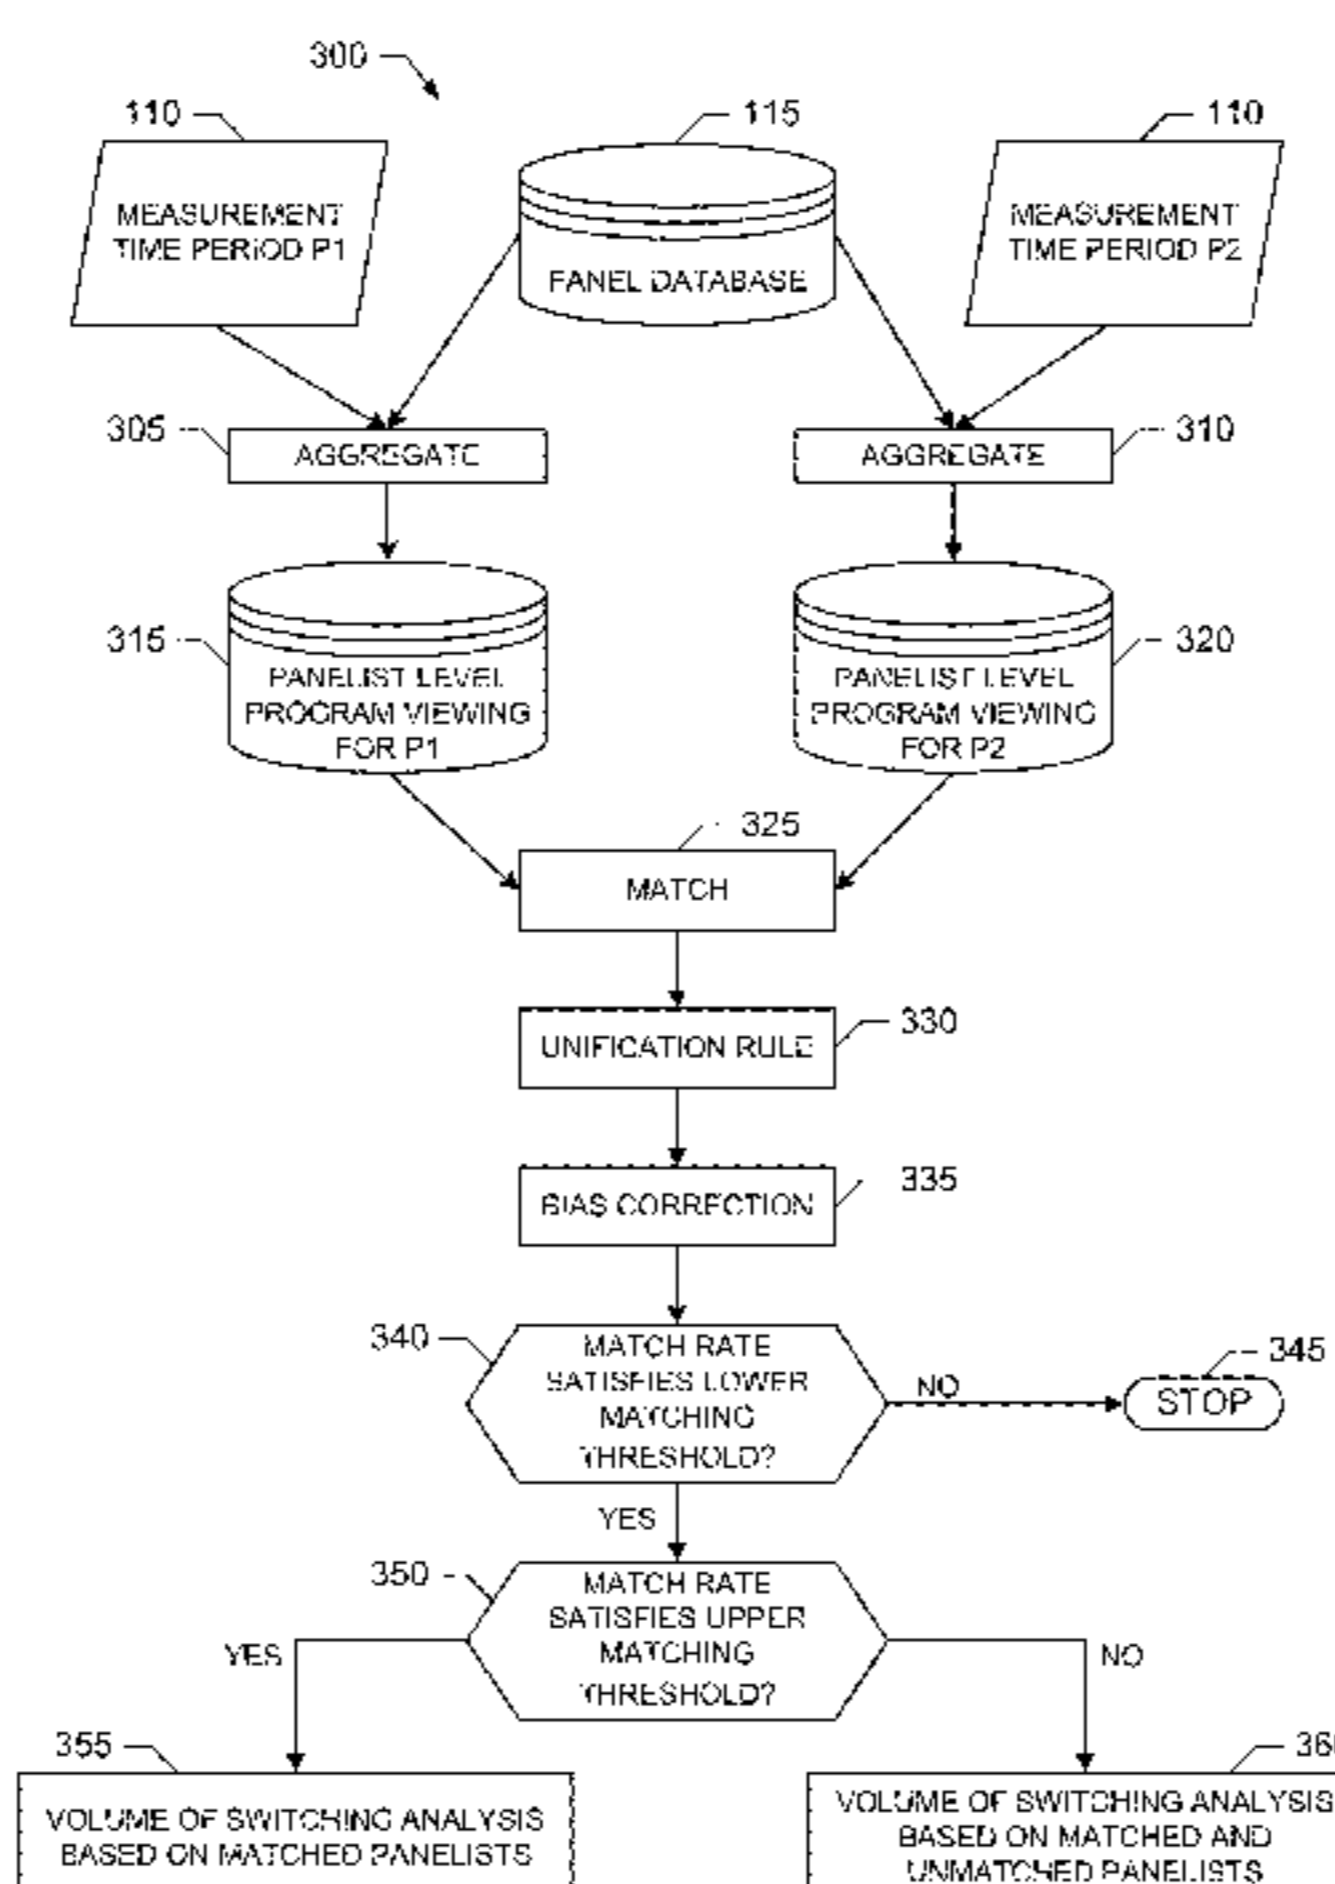 300
110
115
110
MEASUREMENT
TIME PERIOD P1
PANEL DATABASE
MEASUREMENT
TIME PERIOD P2
305
AGGREGATE
AGGREGATE
310
315
PANELIST LEVEL
PROGRAM VIEWING
FOR P1
PANELIST LEVEL
PROGRAM VIEWING
FOR P2
320
325
MATCH
UNIFICATION RULE
330
BIAS CORRECTION
335
340
MATCH RATE
SATISFIES LOWER
MATCHING
THRESHOLD?
NO
345
STOP
YES
350
MATCH RATE
SATISFIES UPPER
MATCHING
THRESHOLD?
YES
NO
355
VOLUME OF SWITCHING ANALYSIS
BASED ON MATCHED PANELISTS
VOLUME OF SWITCHING ANALYSIS
BASED ON MATCHED AND
UNMATCHED PANELISTS